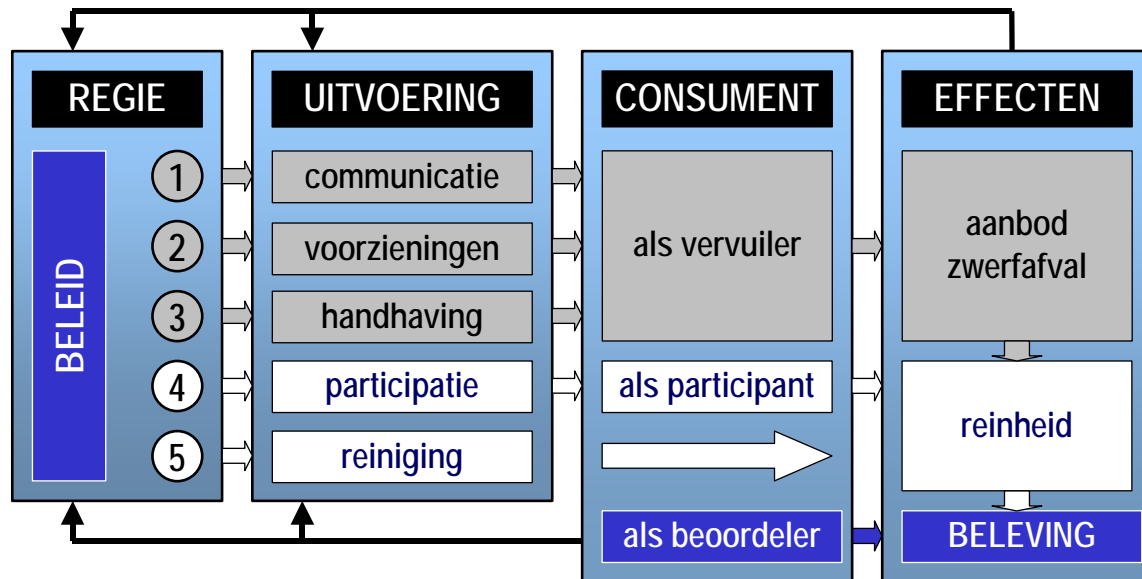 REGIE
BELEID
1
2
3
4
5
UITVOERING
communicatie
voorzieningen
handhaving
participatie
reiniging
CONSUMENT
als vervuiler
als participant
als beoordeler
EFFECTEN
aanbod
zwerfafval
reinheid
BELEVING